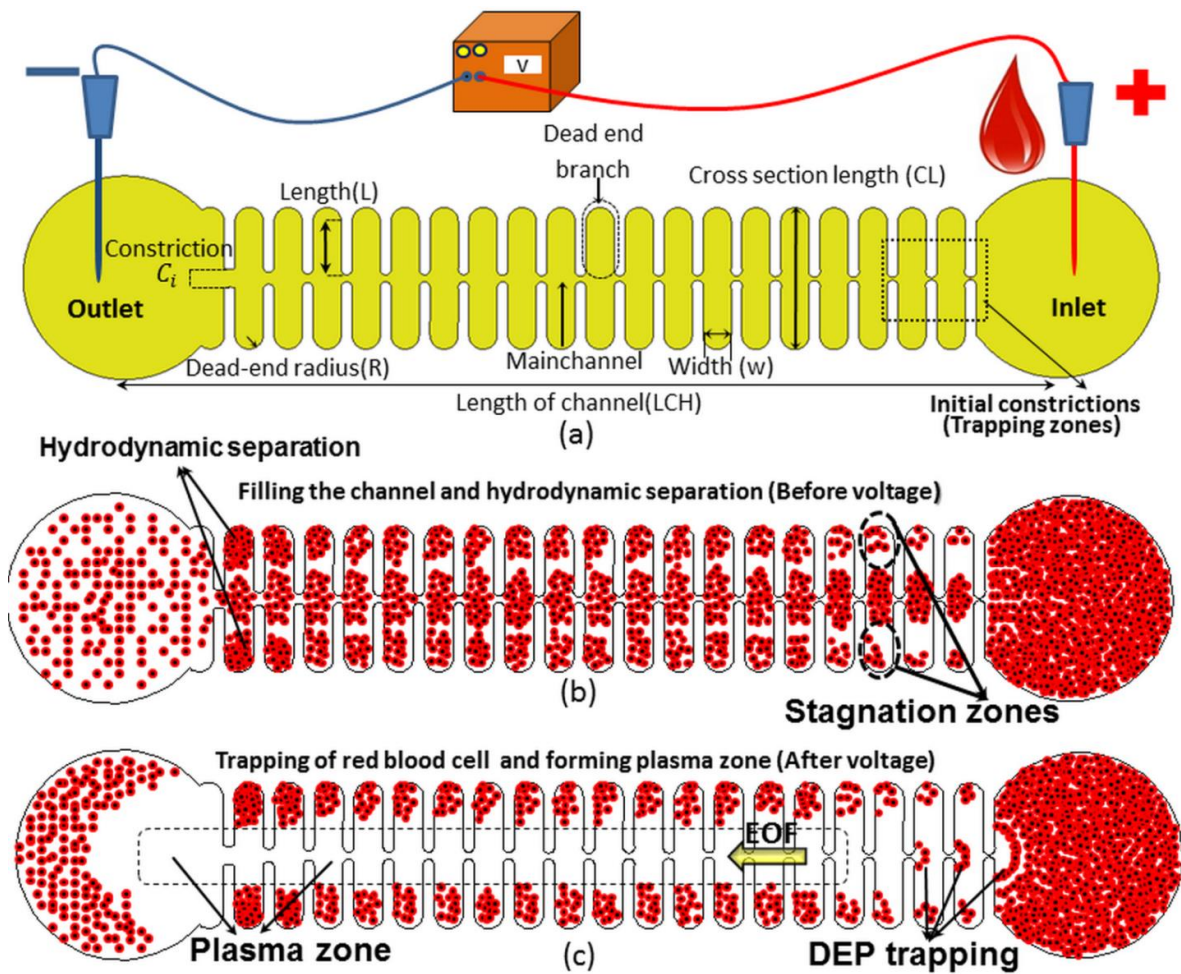 V
Dead end
branch
Length(L)
Cross section length (CL)
Constriction
C_i
Outlet
Inlet
Dead-end radius(R)
Mainchannel
Width (w)
Length of channel(LCH)
Initial constrictions
(Trapping zones)
(a)
Hydrodynamic separation
Filling the channel and hydrodynamic separation (Before voltage)
(b)
Stagnation zones
Trapping of red blood cell and forming plasma zone (After voltage)
EOF
Plasma zone
DEP trapping
(c)